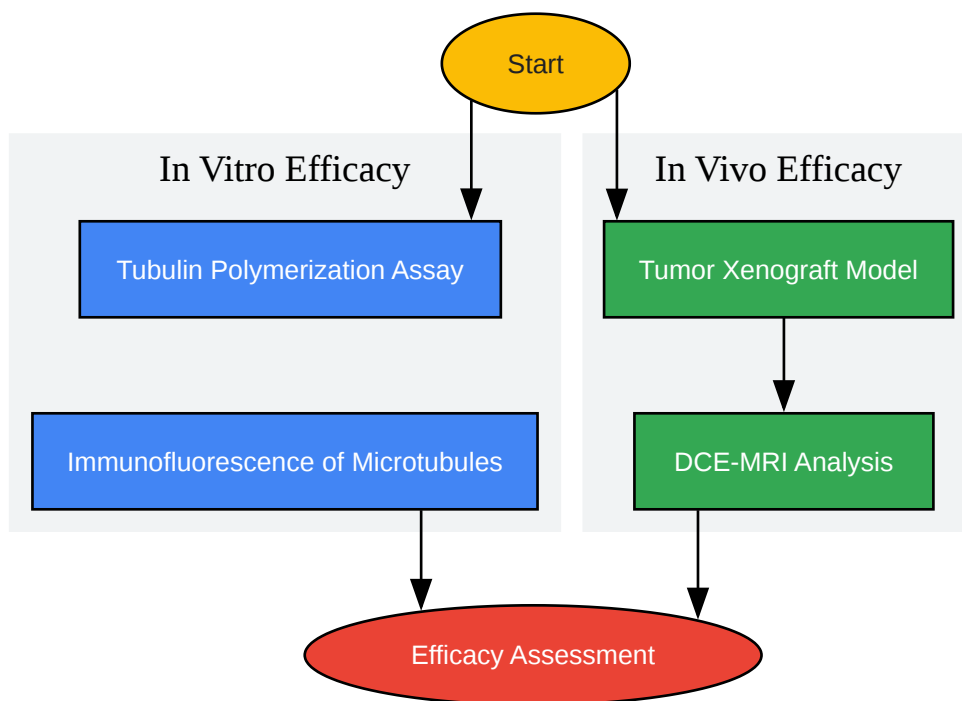 Start
In Vitro Efficacy
In Vivo Efficacy
Tubulin Polymerization Assay
Tumor Xenograft Model
Immunofluorescence of Microtubules
DCE-MRI Analysis
Efficacy Assessment